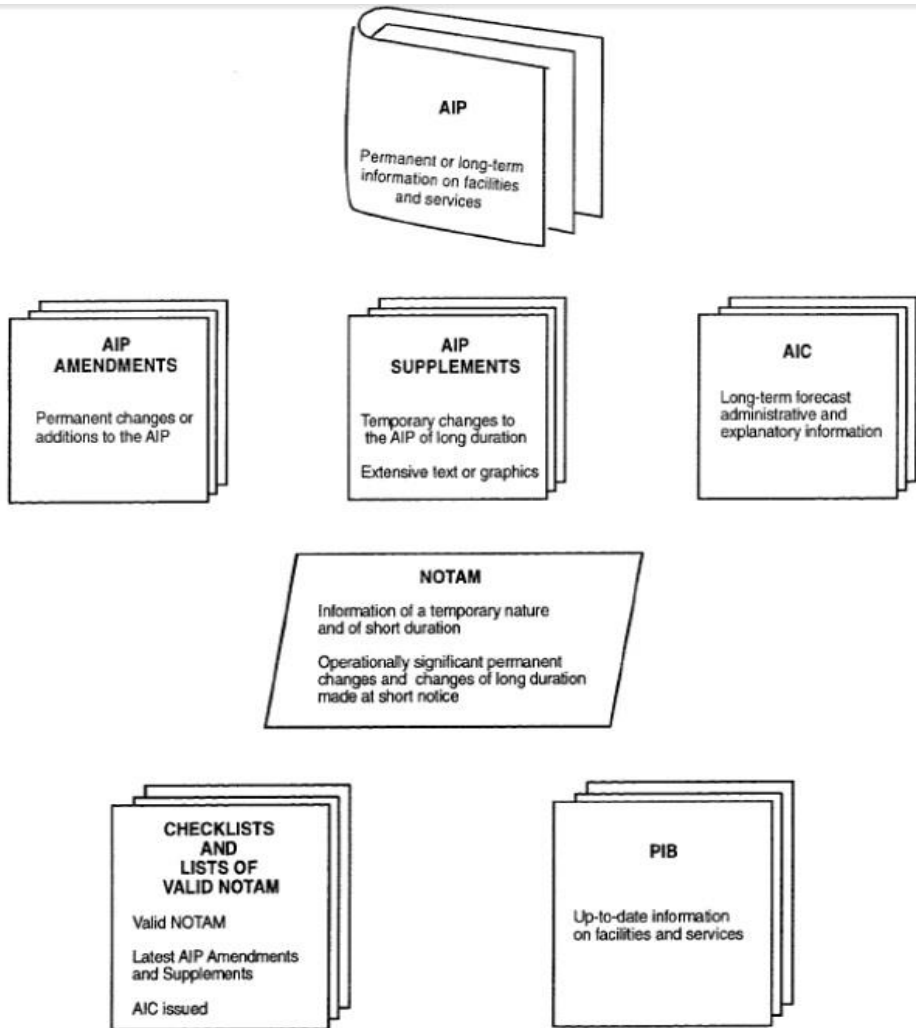 AIP
Permanent or long-term
information on facilities
and services
AIP
AMENDMENTS
Permanent changes or
additions to the AIP
AIP
SUPPLEMENTS
Temporary changes to
the AIP of long duration
Extensive text or graphics
AIC
Long-term forecast
administrative and
explanatory information
NOTAM
Information of a temporary nature
and of short duration
Operationally significant permanent
changes and changes of long duration
made at short notice
CHECKLISTS
AND
LISTS OF
VALID NOTAM
Valid NOTAM
Latest AIP Amendments
and Supplements
AIC issued
PIB
Up-to-date information
on facilities and services